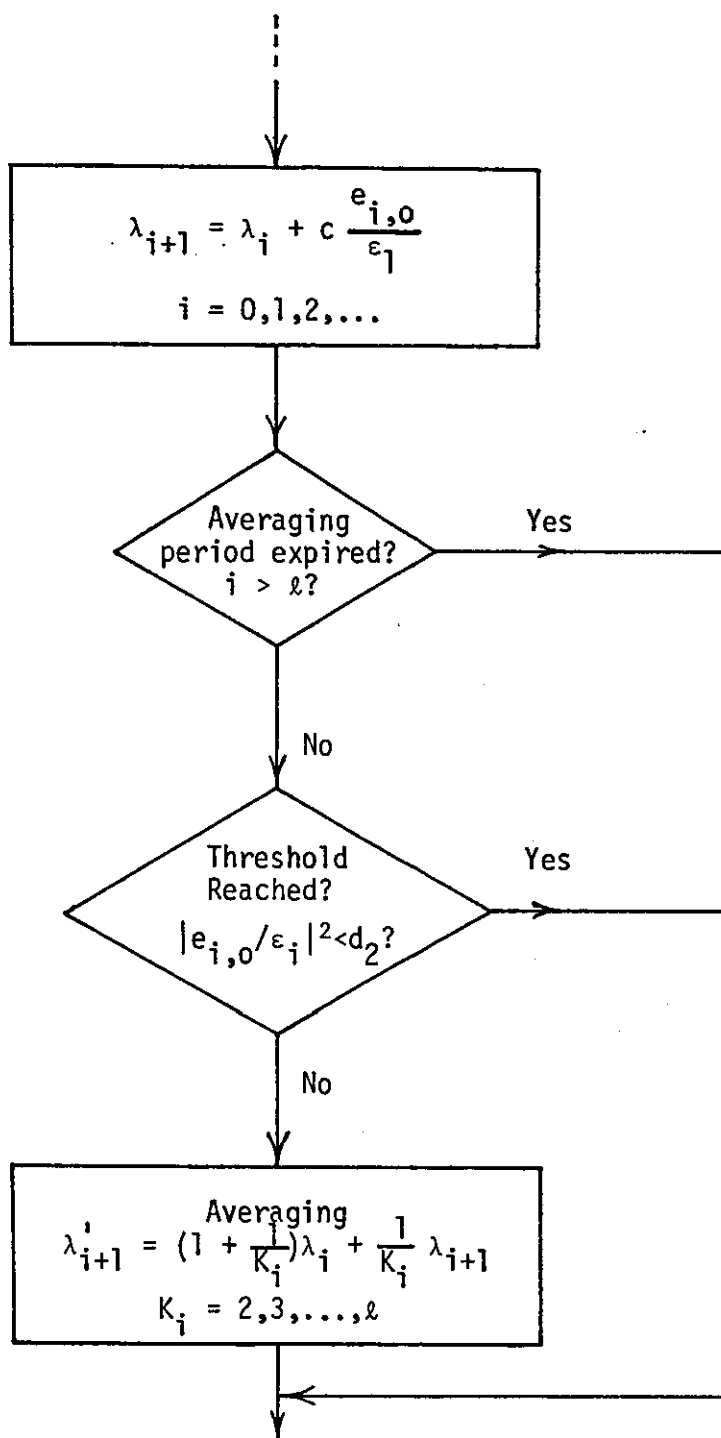 λ_{i+1} = λ_i + c e_{i,o}/ε_1
i = 0,1,2,...
Averaging
period expired?
i > ℓ?
Yes
No
Threshold
Reached?
|e_{i,o}/ε_i|²<d_2?
Yes
No
Averaging
λ'_{i+1} = (1 + 1/K_i)λ_i + 1/K_i λ_{i+1}
K_i = 2,3,...,ℓ